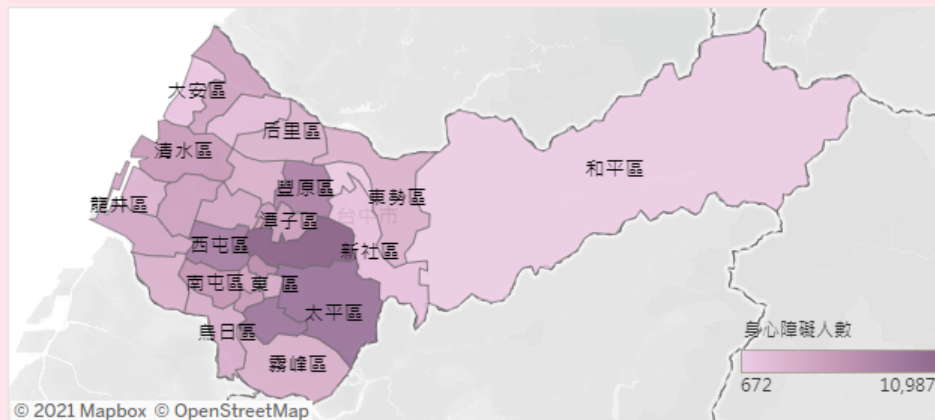 大安區
后里區
清水區
和平區
豐原區
東勢區
龍井區
台中市
潭子區
西屯區
新社區
南屯區
東 區
太平區
烏日區
身心障礙人數
霧峰區
672
10,987
© 2021 Mapbox © OpenStreetMap